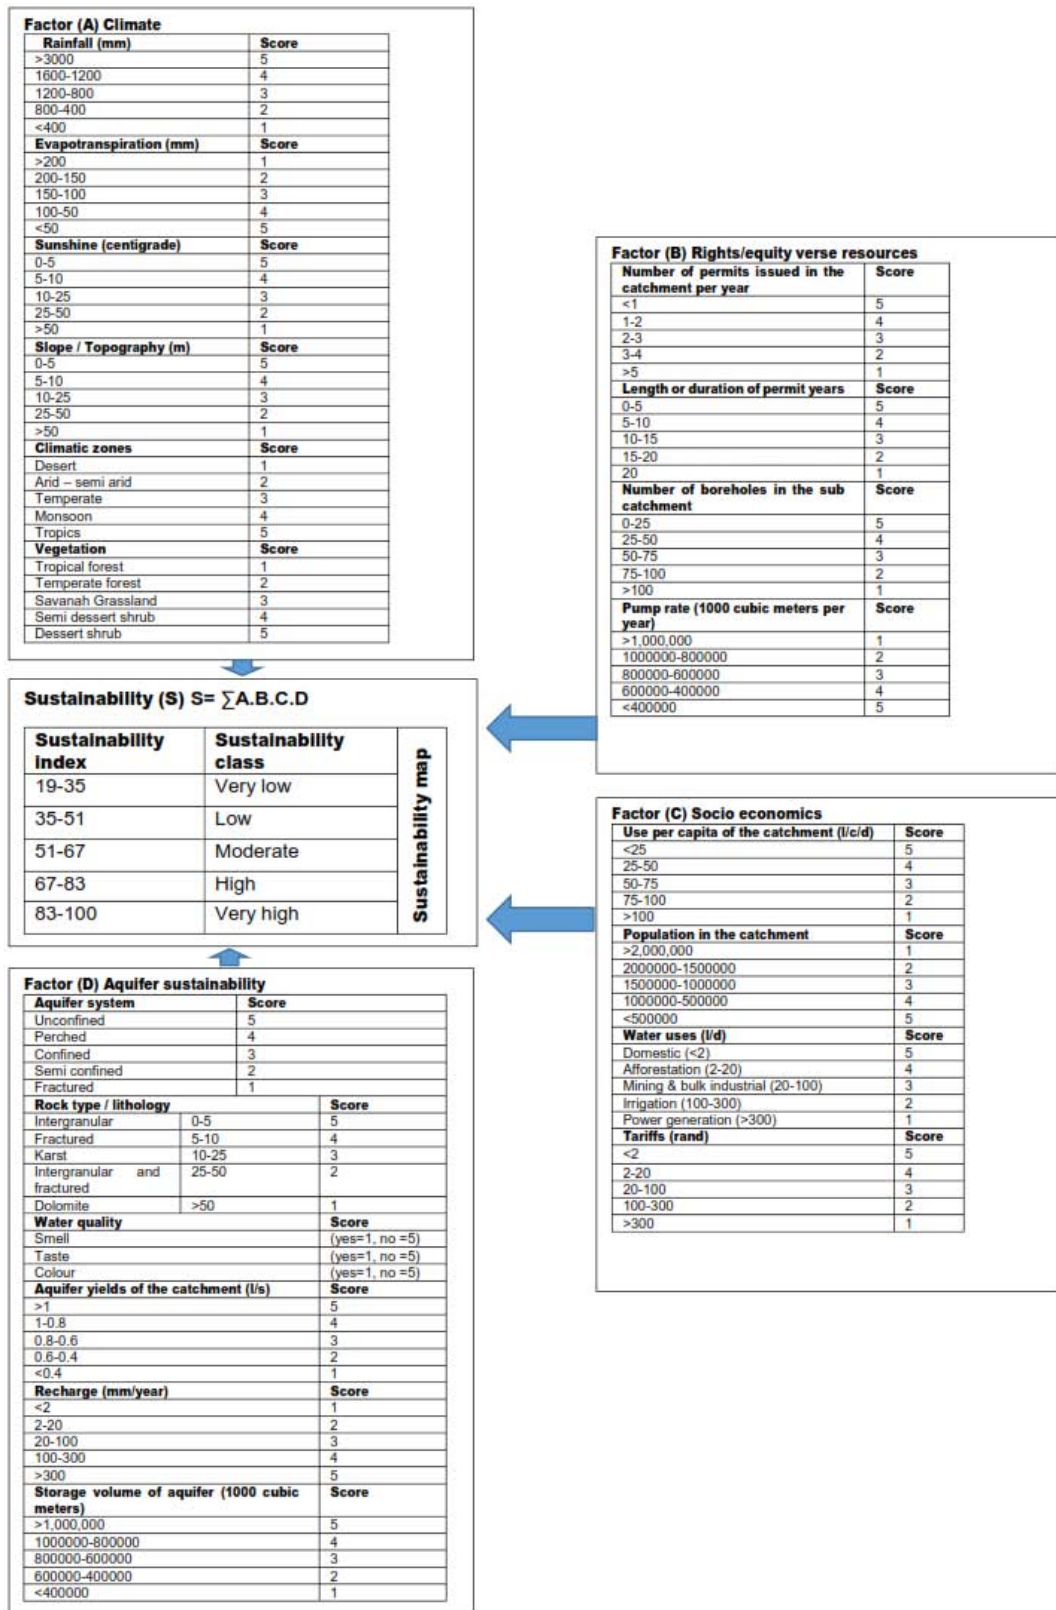 Factor (A) Climate
Rainfall (mm) Score
>3000 5
1600-1200 4
1200-800 3
800-400 2
<400 1
Evapotranspiration (mm) Score
>200 1
200-150 2
150-100 3
100-50 4
<50 5
Sunshine (centigrade) Score
0-5 5
5-10 4
10-25 3
25-50 2
>50 1
Slope / Topography (m) Score
0-5 5
5-10 4
10-25 3
25-50 2
>50 1
Climatic zones Score
Desert 1
Arid – semi arid 2
Temperate 3
Monsoon 4
Tropics 5
Vegetation Score
Tropical forest 1
Temperate forest 2
Savanah Grassland 3
Semi dessert shrub 4
Dessert shrub 5
Factor (B) Rights/equity verse resources
Number of permits issued in the Score
catchment per year
<1 5
1-2 4
2-3 3
3-4 2
>5 1
Length or duration of permit years Score
0-5 5
5-10 4
10-15 3
15-20 2
20 1
Number of boreholes in the sub Score
catchment
0-25 5
25-50 4
50-75 3
75-100 2
>100 1
Pump rate (1000 cubic meters per Score
year)
>1,000,000 1
1000000-800000 2
800000-600000 3
600000-400000 4
<400000 5
Sustainability (S) S= ∑A.B.C.D
Sustainability Sustainability
index class
19-35 Very low
35-51 Low
51-67 Moderate
67-83 High
83-100 Very high
Sustainability map
Factor (C) Socio economics
Use per capita of the catchment (l/c/d) Score
<25 5
25-50 4
50-75 3
75-100 2
>100 1
Population in the catchment Score
>2,000,000 1
2000000-1500000 2
1500000-1000000 3
1000000-500000 4
<500000 5
Water uses (l/d) Score
Domestic (<2) 5
Afforestation (2-20) 4
Mining & bulk industrial (20-100) 3
Irrigation (100-300) 2
Power generation (>300) 1
Tariffs (rand) Score
<2 5
2-20 4
20-100 3
100-300 2
>300 1
Factor (D) Aquifer sustainability
Aquifer system Score
Unconfined 5
Perched 4
Confined 3
Semi confined 2
Fractured 1
Rock type / lithology Score
Intergranular 0-5 5
Fractured 5-10 4
Karst 10-25 3
Intergranular and 25-50 2
fractured
Dolomite >50 1
Water quality Score
Smell (yes=1, no =5)
Taste (yes=1, no =5)
Colour (yes=1, no =5)
Aquifer yields of the catchment (l/s) Score
>1 5
1-0.8 4
0.8-0.6 3
0.6-0.4 2
<0.4 1
Recharge (mm/year) Score
<2 1
2-20 2
20-100 3
100-300 4
>300 5
Storage volume of aquifer (1000 cubic Score
meters)
>1,000,000 5
1000000-800000 4
800000-600000 3
600000-400000 2
<400000 1